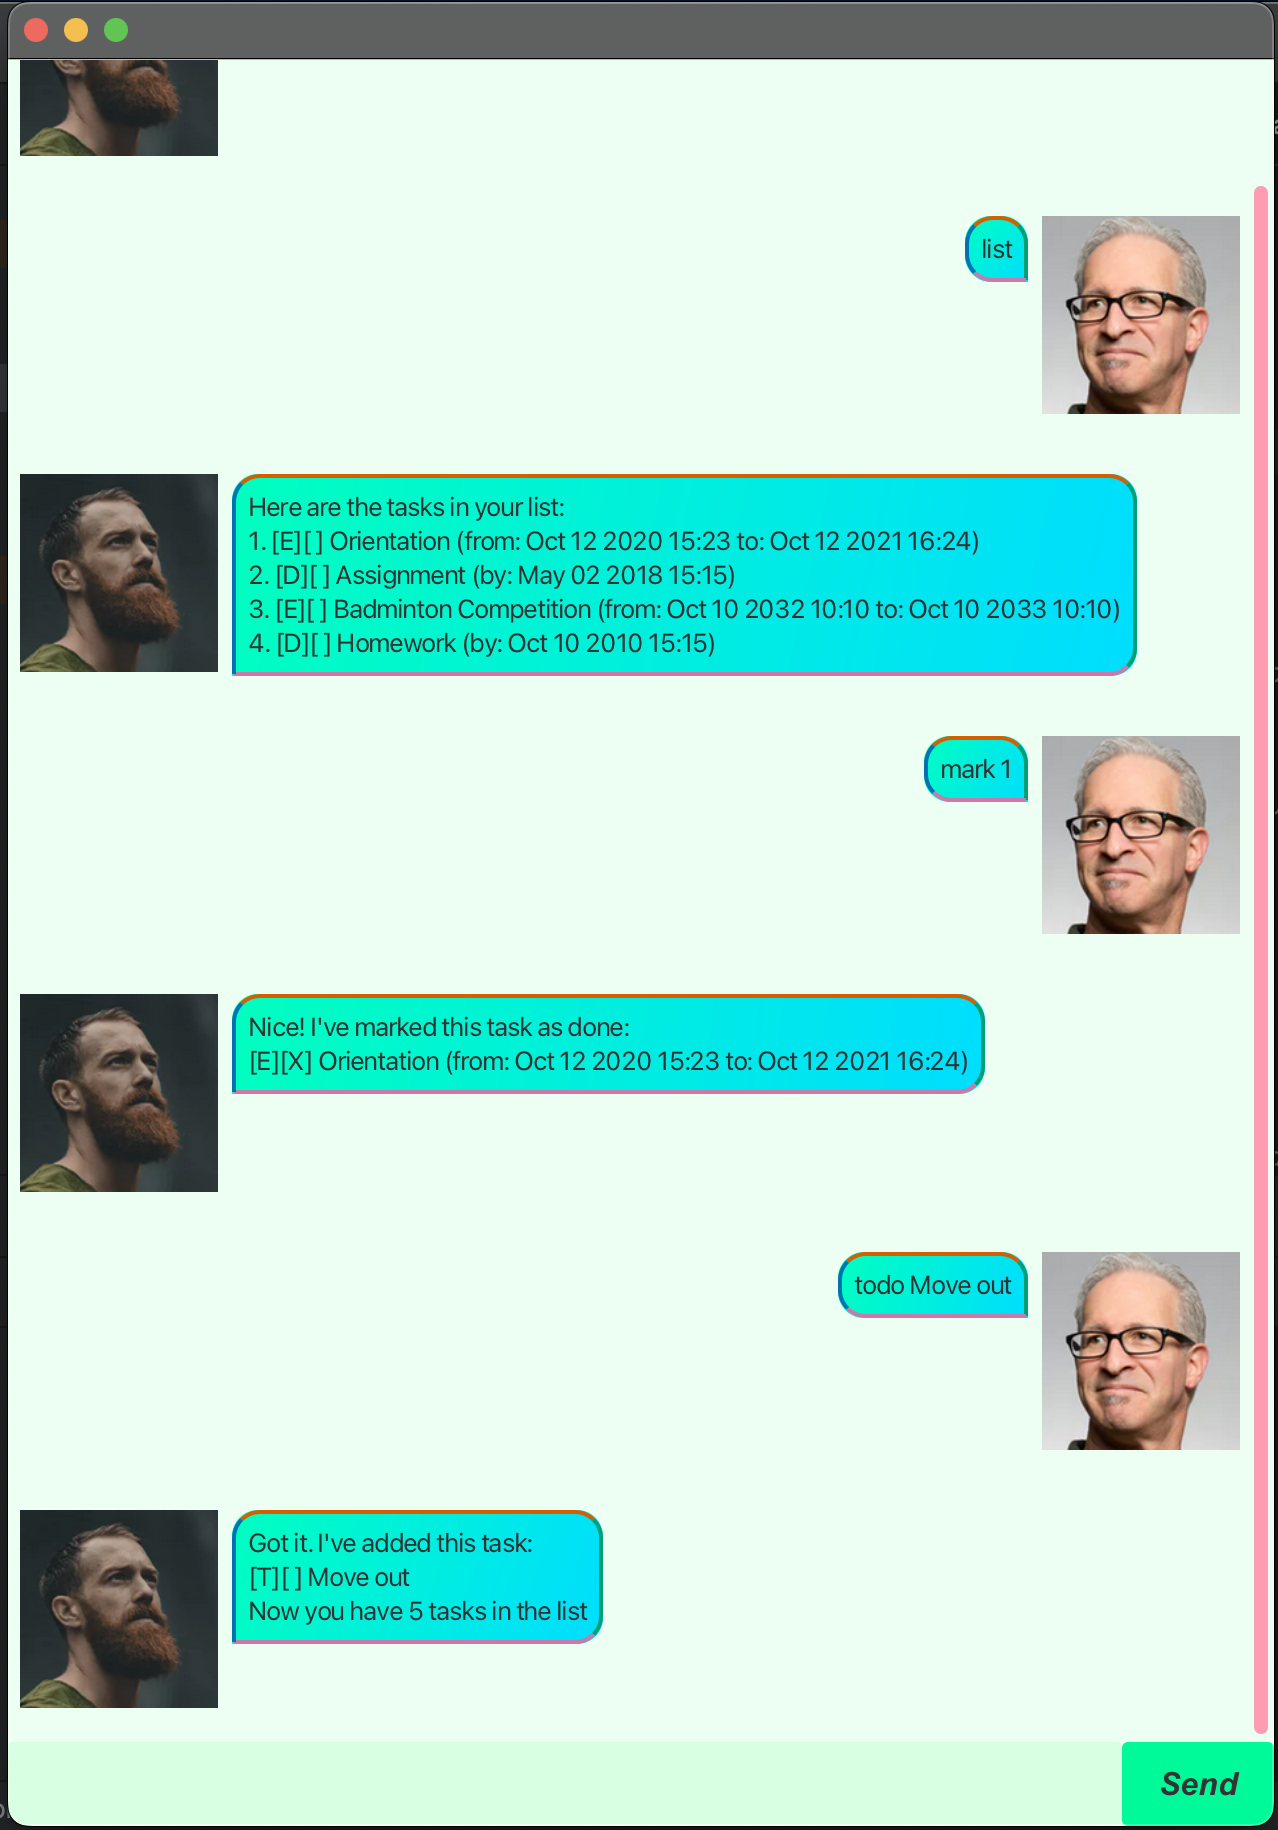 list
Here are the tasks in your list:
1. [E][ ] Orientation (from: Oct 12 2020 15:23 to: Oct 12 2021 16:24)
2. [D][ ] Assignment (by: May 02 2018 15:15)
3. [E][ ] Badminton Competition (from: Oct 10 2032 10:10 to: Oct 10 2033 10:10)
4. [D][ ] Homework (by: Oct 10 2010 15:15)
mark 1
Nice! I've marked this task as done:
[E][X] Orientation (from: Oct 12 2020 15:23 to: Oct 12 2021 16:24)
todo Move out
Got it. I've added this task:
[T][ ] Move out
Now you have 5 tasks in the list
Send